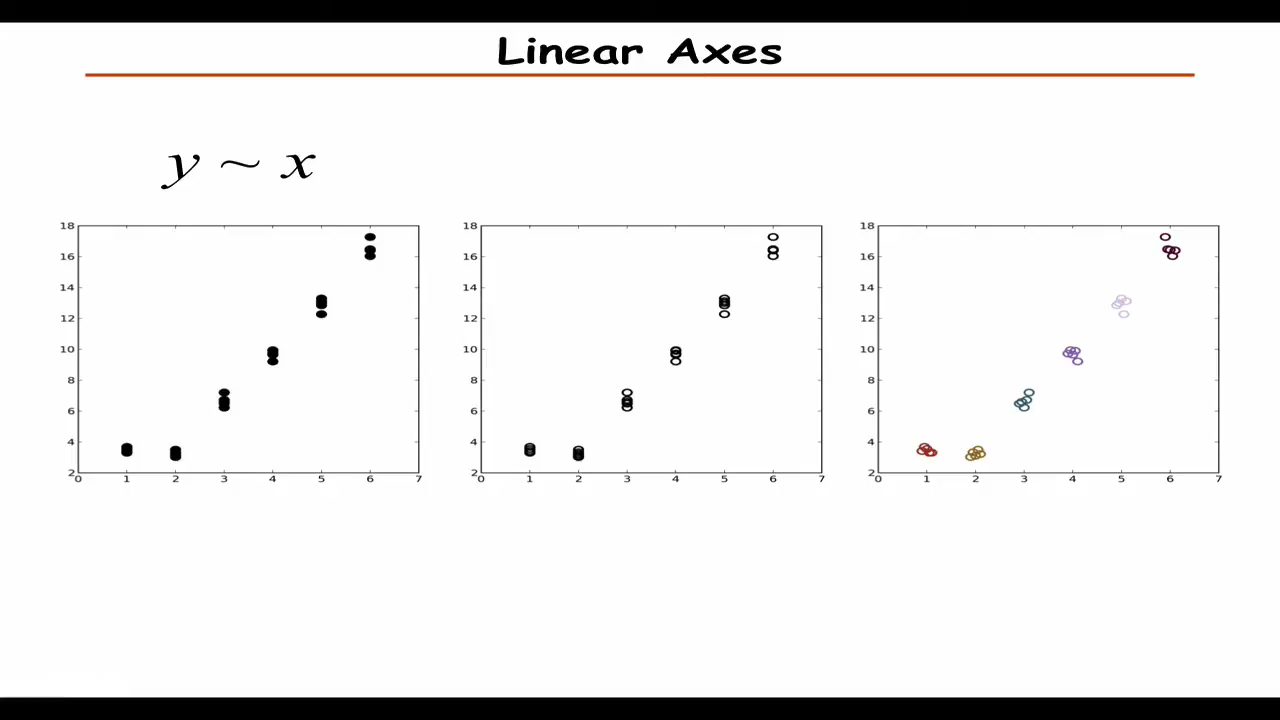 Linear Axes
y ~ x
18 18 18
16 16 16
14 14 14
12 12 12
10 10 10
8 8 8
6 6 6
4 4 4
2 2 2
0 1 2 3 4 5 6 7 0 1 2 3 4 5 6 7 0 1 2 3 4 5 6 7